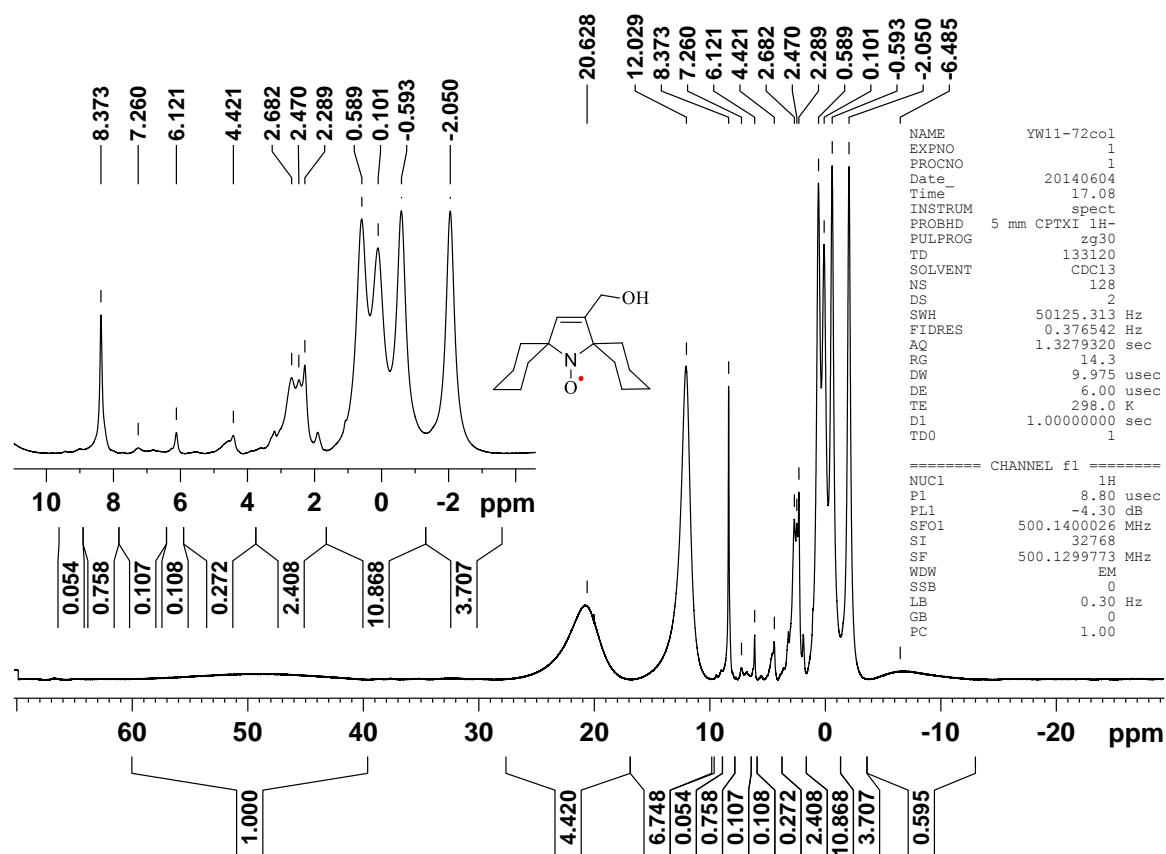 20.628
12.029
8.373
7.260
6.121
4.421
2.682
2.470
2.289
0.589
0.101
-0.593
-2.050
-6.485
8.373
7.260
6.121
4.421
2.682
2.470
2.289
0.589
0.101
-0.593
-2.050
NAME YW11-72col
EXPNO 1
PROCNO 1
Date_ 20140604
Time 17.08
INSTRUM spect
PROBHD 5 mm CPTXI 1H-
PULPROG zg30
TD 133120
SOLVENT CDCl3
NS 128
DS 2
SWH 50125.313 Hz
FIDRES 0.376542 Hz
AQ 1.3279320 sec
RG 14.3
DW 9.975 usec
DE 6.00 usec
TE 298.0 K
D1 1.00000000 sec
TD0 1
======== CHANNEL f1 ========
NUC1 1H
P1 8.80 usec
PL1 -4.30 dB
SFO1 500.1400026 MHz
SI 32768
SF 500.1299773 MHz
WDW EM
SSB 0
LB 0.30 Hz
GB 0
PC 1.00
OH
N
O
10 8 6 4 2 0 -2 ppm
0.054
0.758
0.107
0.108
0.272
2.408
10.868
3.707
60 50 40 30 20 10 0 -10 -20 ppm
1.000
4.420
6.748
0.054
0.758
0.107
0.108
0.272
2.408
10.868
3.707
0.595